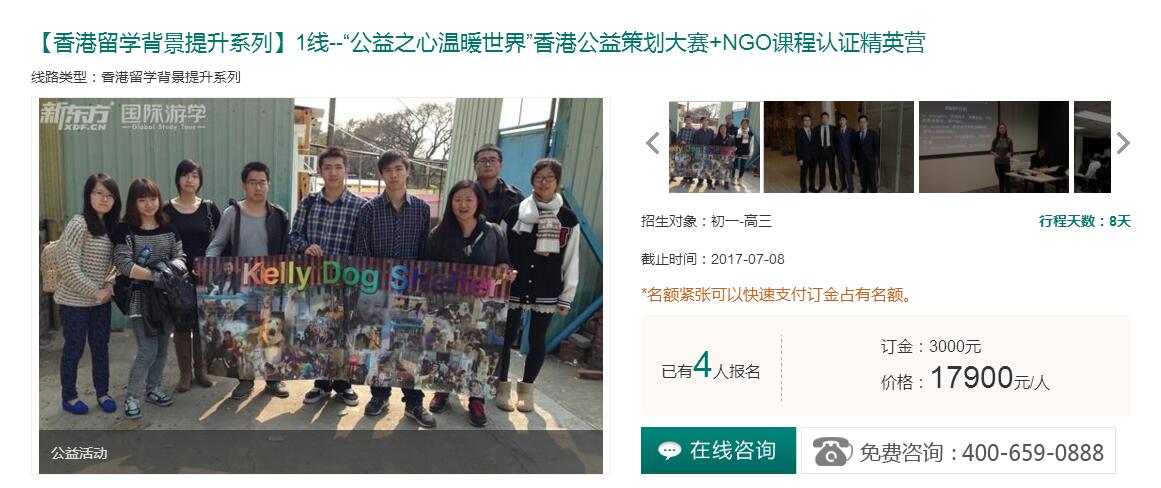 【香港留学背景提升系列】1线--“公益之心温暖世界”香港公益策划大赛+NGO课程认证精英营
线路类型：香港留学背景提升系列
新东方 国际游学
XDF.CN Global Study Tour
Kelly Dog Shelter
公益活动
招生对象：初一-高三
行程天数：8天
截止时间：2017-07-08
*名额紧张可以快速支付订金占有名额。
已有4人报名
订金：3000元
价格：17900元/人
在线咨询
免费咨询：400-659-0888